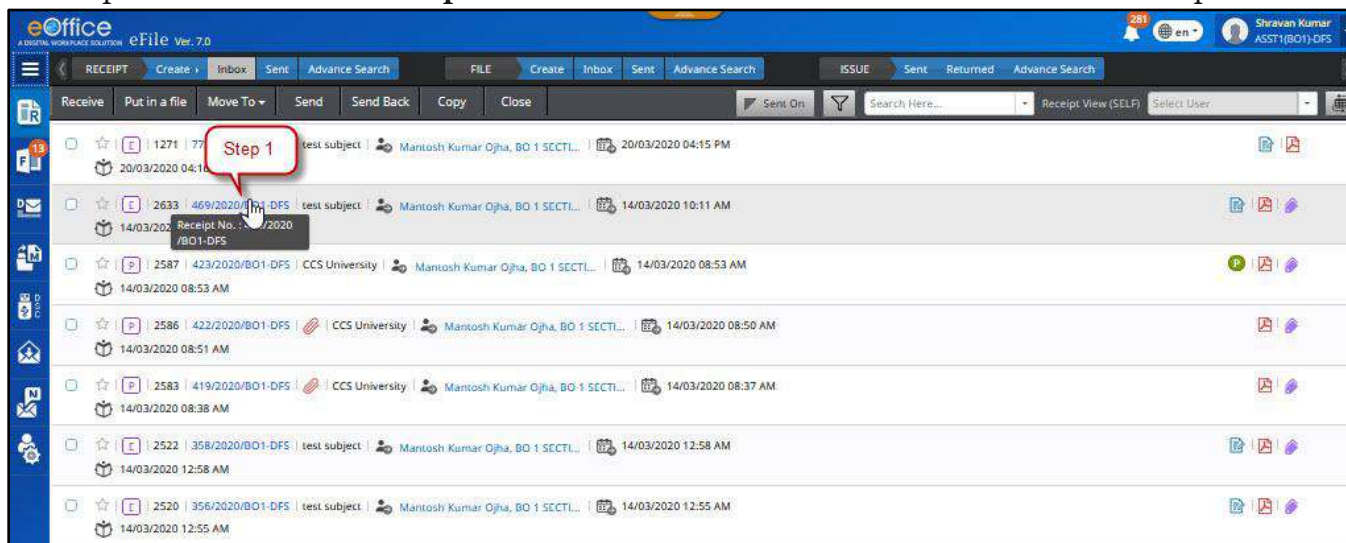 eOffice
A DIGITAL WORKPLACE SOLUTION
eFile Ver. 7.0
281
en
Shravan Kumar
ASST1(BO1)-DFS
RECEIPT Create Inbox Sent Advance Search FILE Create Inbox Sent Advance Search ISSUE Sent Returned Advance Search
Receive Put in a file Move To Send Send Back Copy Close Sent On Search Here... Receipt View (SELF) Select User
13
Step 1
E 1271 77 test subject Mantosh Kumar Ojha, BO 1 SECTI... 20/03/2020 04:15 PM
20/03/2020 04:16
E 2633 469/2020/BO1-DFS test subject Mantosh Kumar Ojha, BO 1 SECTI... 14/03/2020 10:11 AM
14/03/202
Receipt No. : /2020
/BO1-DFS
P 2587 423/2020/BO1-DFS CCS University Mantosh Kumar Ojha, BO 1 SECTI... 14/03/2020 08:53 AM P
14/03/2020 08:53 AM
P 2586 422/2020/BO1-DFS CCS University Mantosh Kumar Ojha, BO 1 SECTI... 14/03/2020 08:50 AM
14/03/2020 08:51 AM
P 2583 419/2020/BO1-DFS CCS University Mantosh Kumar Ojha, BO 1 SECTI... 14/03/2020 08:37 AM
14/03/2020 08:38 AM
E 2522 358/2020/BO1-DFS test subject Mantosh Kumar Ojha, BO 1 SECTI... 14/03/2020 12:58 AM
14/03/2020 12:58 AM
E 2520 356/2020/BO1-DFS test subject Mantosh Kumar Ojha, BO 1 SECTI... 14/03/2020 12:55 AM
14/03/2020 12:55 AM